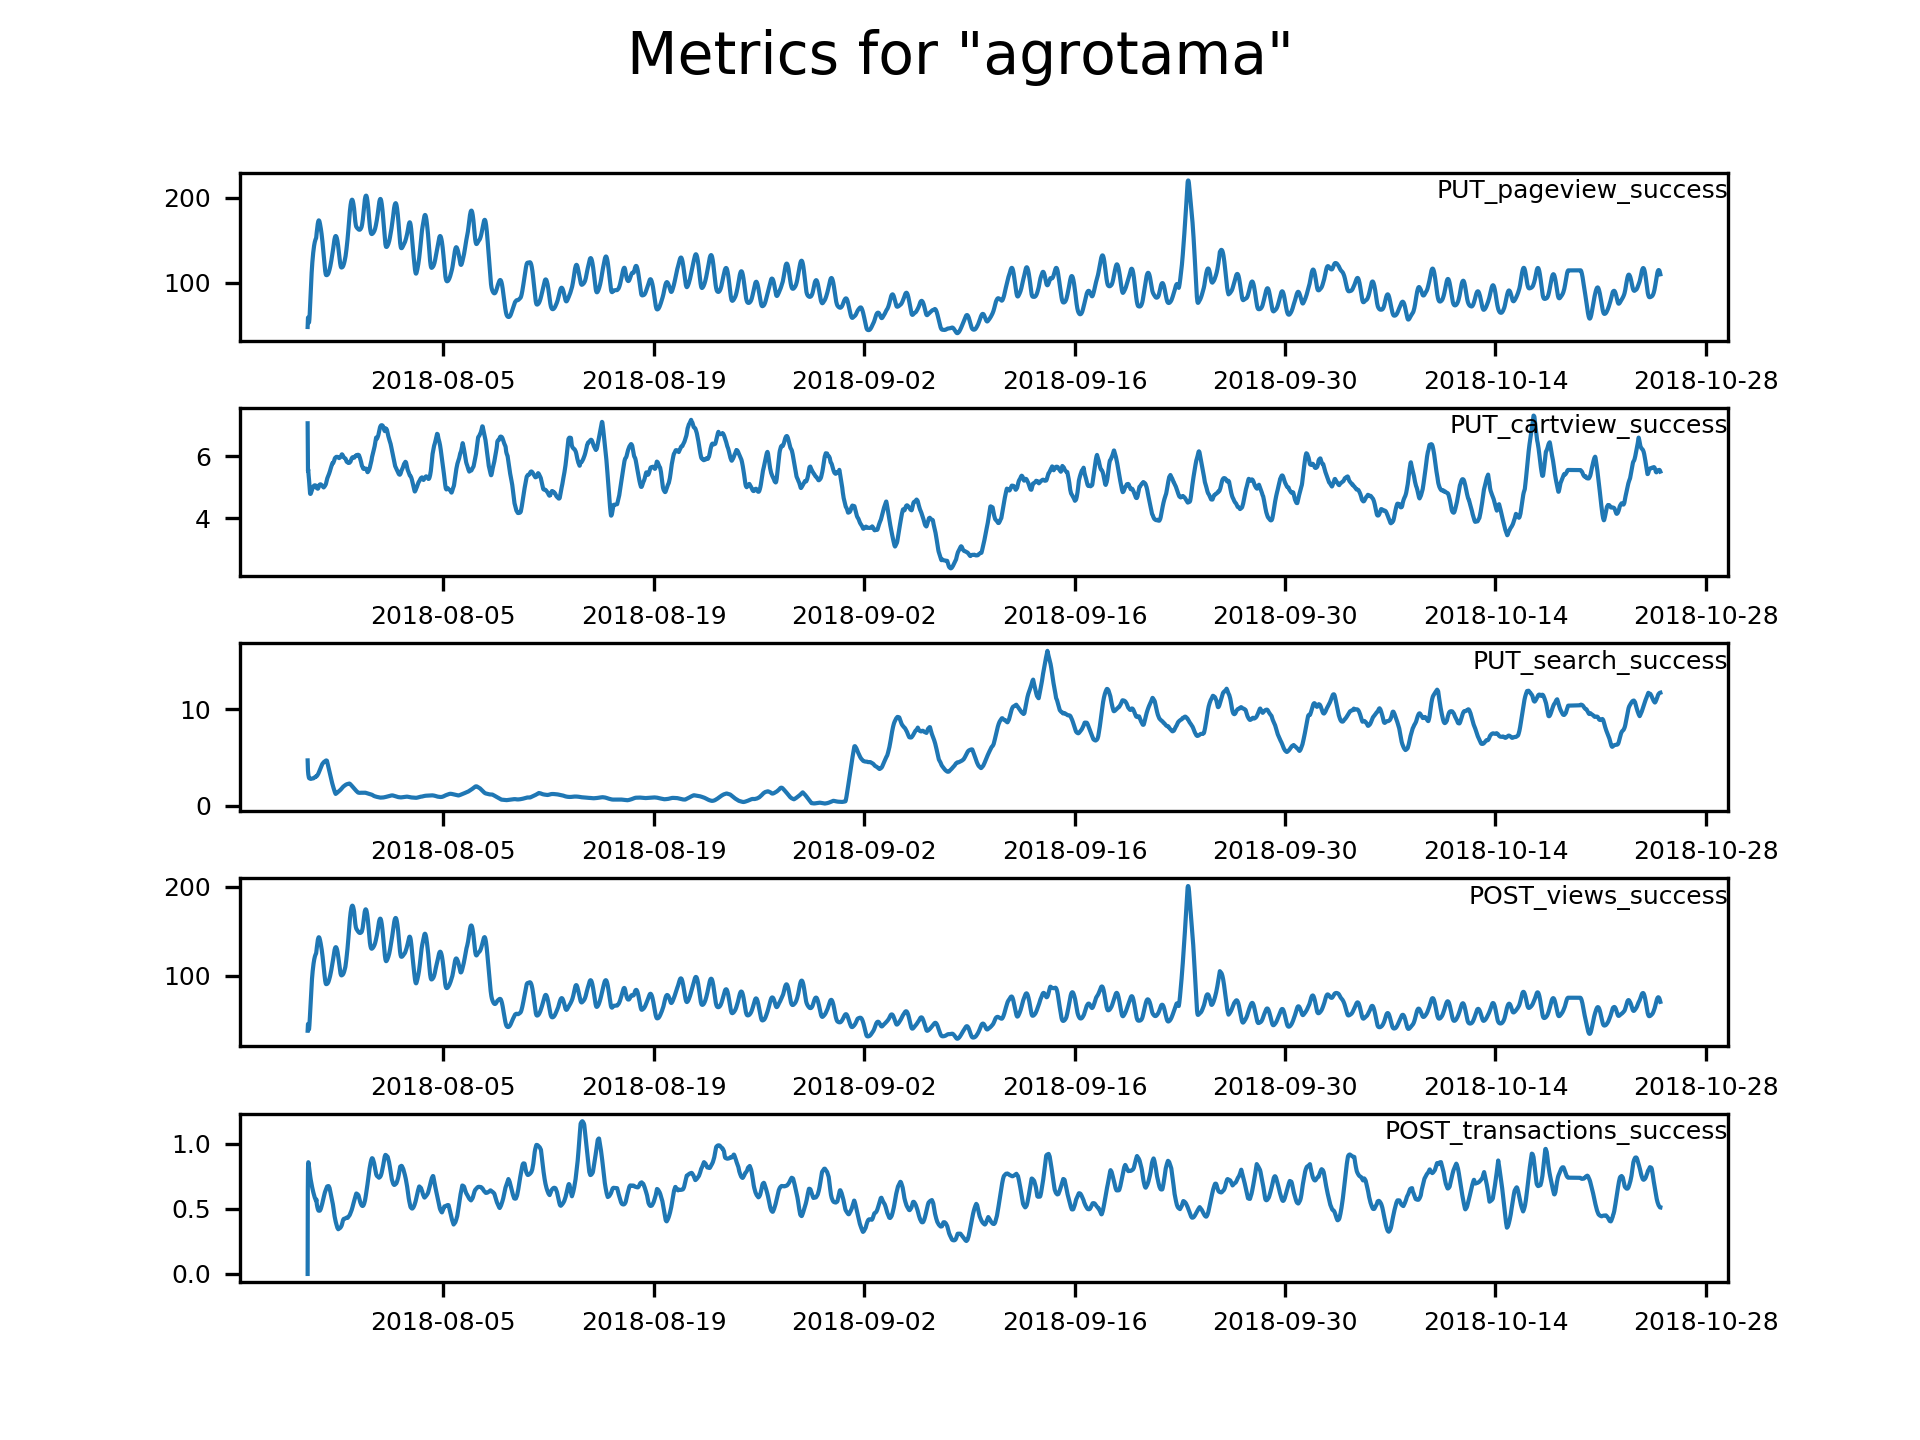 Metrics for "agrotama"
PUT_pageview_success
200
100
2018-08-05 2018-08-19 2018-09-02 2018-09-16 2018-09-30 2018-10-14 2018-10-28
PUT_cartview_success
6
4
2018-08-05 2018-08-19 2018-09-02 2018-09-16 2018-09-30 2018-10-14 2018-10-28
PUT_search_success
10
0
2018-08-05 2018-08-19 2018-09-02 2018-09-16 2018-09-30 2018-10-14 2018-10-28
200
POST_views_success
100
2018-08-05 2018-08-19 2018-09-02 2018-09-16 2018-09-30 2018-10-14 2018-10-28
POST_transactions_success
1.0
0.5
0.0
2018-08-05 2018-08-19 2018-09-02 2018-09-16 2018-09-30 2018-10-14 2018-10-28